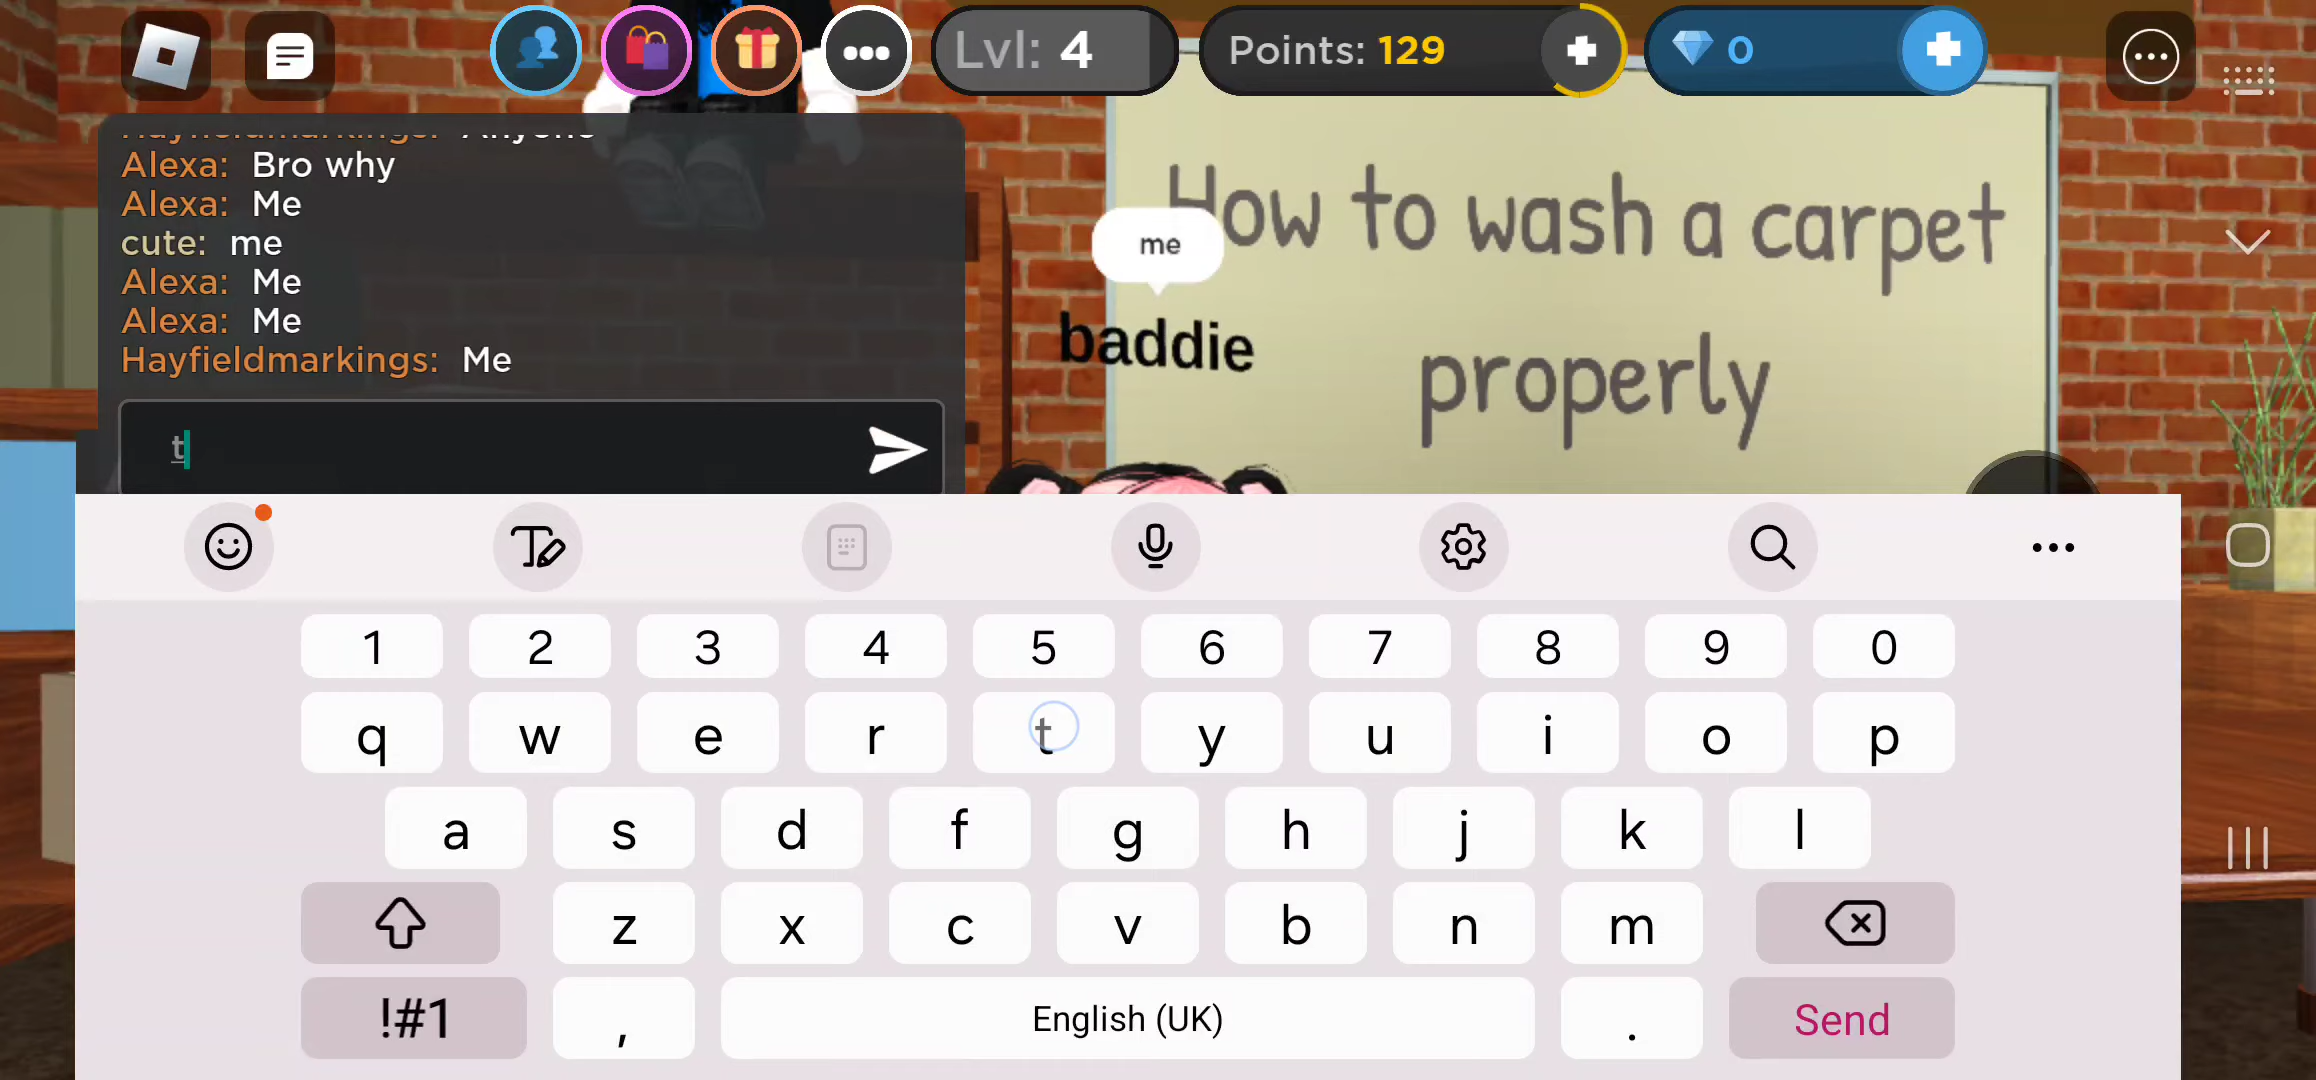 Lvl: 4
Points: 129
0
Hayfieldmarkings: Anyone
Alexa: Bro why
Alexa: Me
cute: me
Alexa: Me
Alexa: Me
Hayfieldmarkings: Me
t
me
baddie
How to wash a carpet
properly
1 2 3 4 5 6 7 8 9 0
q w e r t y u i o p
a s d f g h j k l
z x c v b n m
!#1 , English (UK) . Send